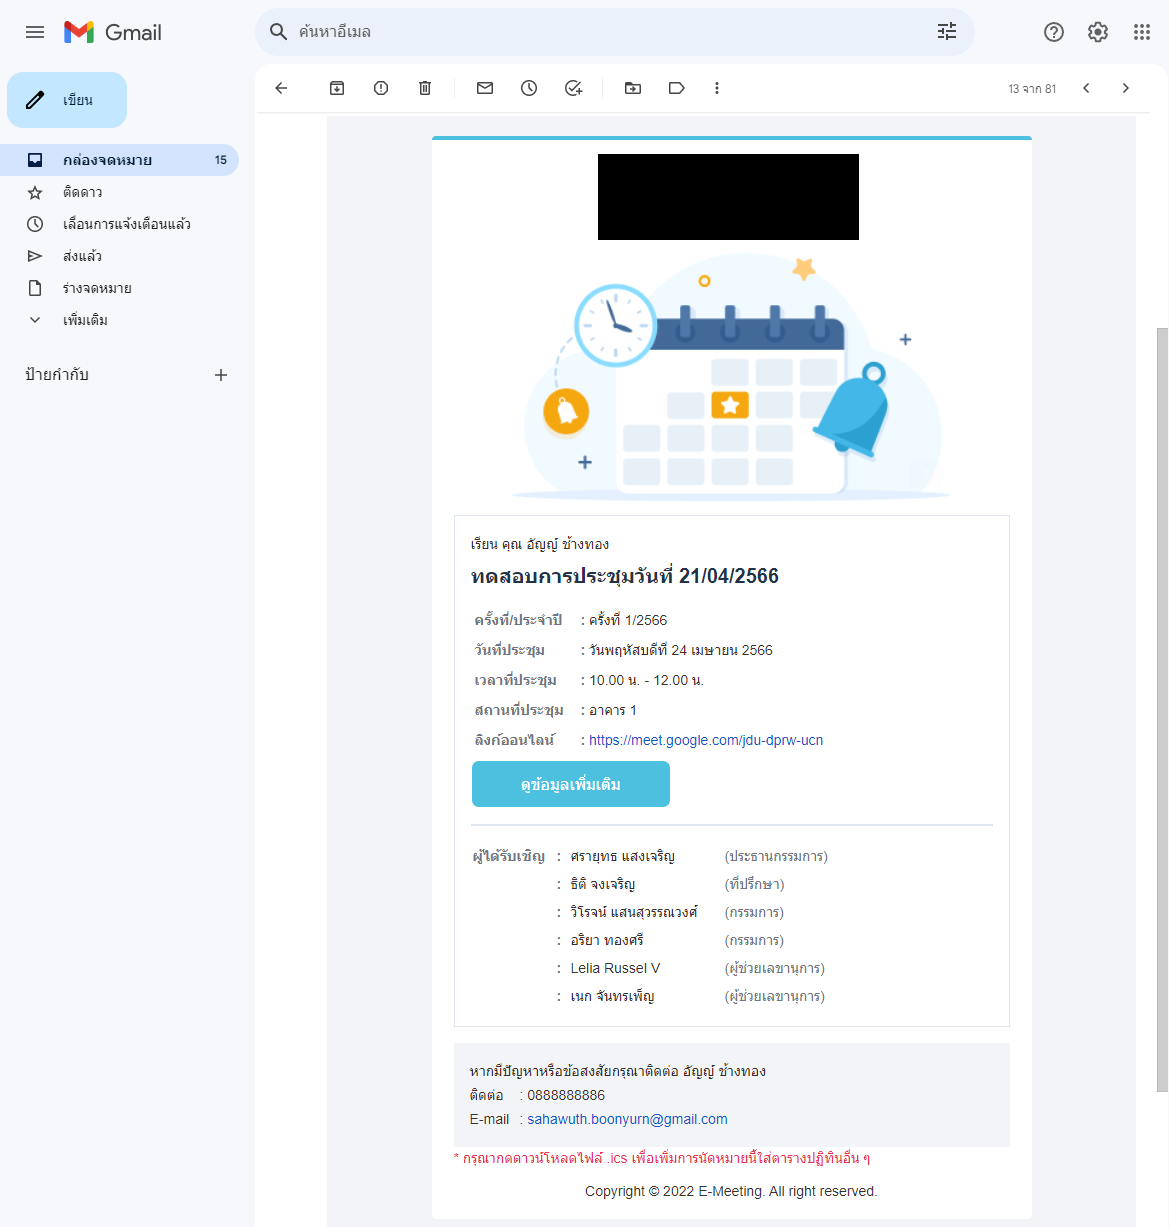 Gmail
ค้นหาอีเมล
เขียน
กล่องจดหมาย 15
ติดดาว
เลื่อนการแจ้งเตือนแล้ว
ส่งแล้ว
ร่างจดหมาย
เพิ่มเติม
ป้ายกำกับ
13 จาก 81
เรียน คุณ อัญญ์ ช้างทอง
ทดสอบการประชุมวันที่ 21/04/2566
ครั้งที่/ประจำปี : ครั้งที่ 1/2566
วันที่ประชุม : วันพฤหัสบดีที่ 24 เมษายน 2566
เวลาที่ประชุม : 10.00 น. - 12.00 น.
สถานที่ประชุม : อาคาร 1
ลิงก์ออนไลน์ : https://meet.google.com/jdu-dprw-ucn
ดูข้อมูลเพิ่มเติม
ผู้ได้รับเชิญ : ศรายุทธ แสงเจริญ (ประธานกรรมการ)
: ธิติ จงเจริญ (ที่ปรึกษา)
: วิโรจน์ แสนสุวรรณวงศ์ (กรรมการ)
: อริยา ทองศรี (กรรมการ)
: Lelia Russel V (ผู้ช่วยเลขานุการ)
: เนก จันทรเพ็ญ (ผู้ช่วยเลขานุการ)
หากมีปัญหาหรือข้อสงสัยกรุณาติดต่อ อัญญ์ ช้างทอง
ติดต่อ : 0888888886
E-mail : sahawuth.boonyurn@gmail.com
* กรุณากดดาวน์โหลดไฟล์ .ics เพื่อเพิ่มการนัดหมายนี้ใส่ตารางปฏิทินอื่น ๆ
Copyright © 2022 E-Meeting. All right reserved.